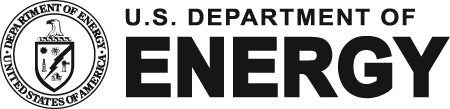 DEPARTMENT OF ENERGY
UNITED STATES OF AMERICA
U.S. DEPARTMENT OF
ENERGY